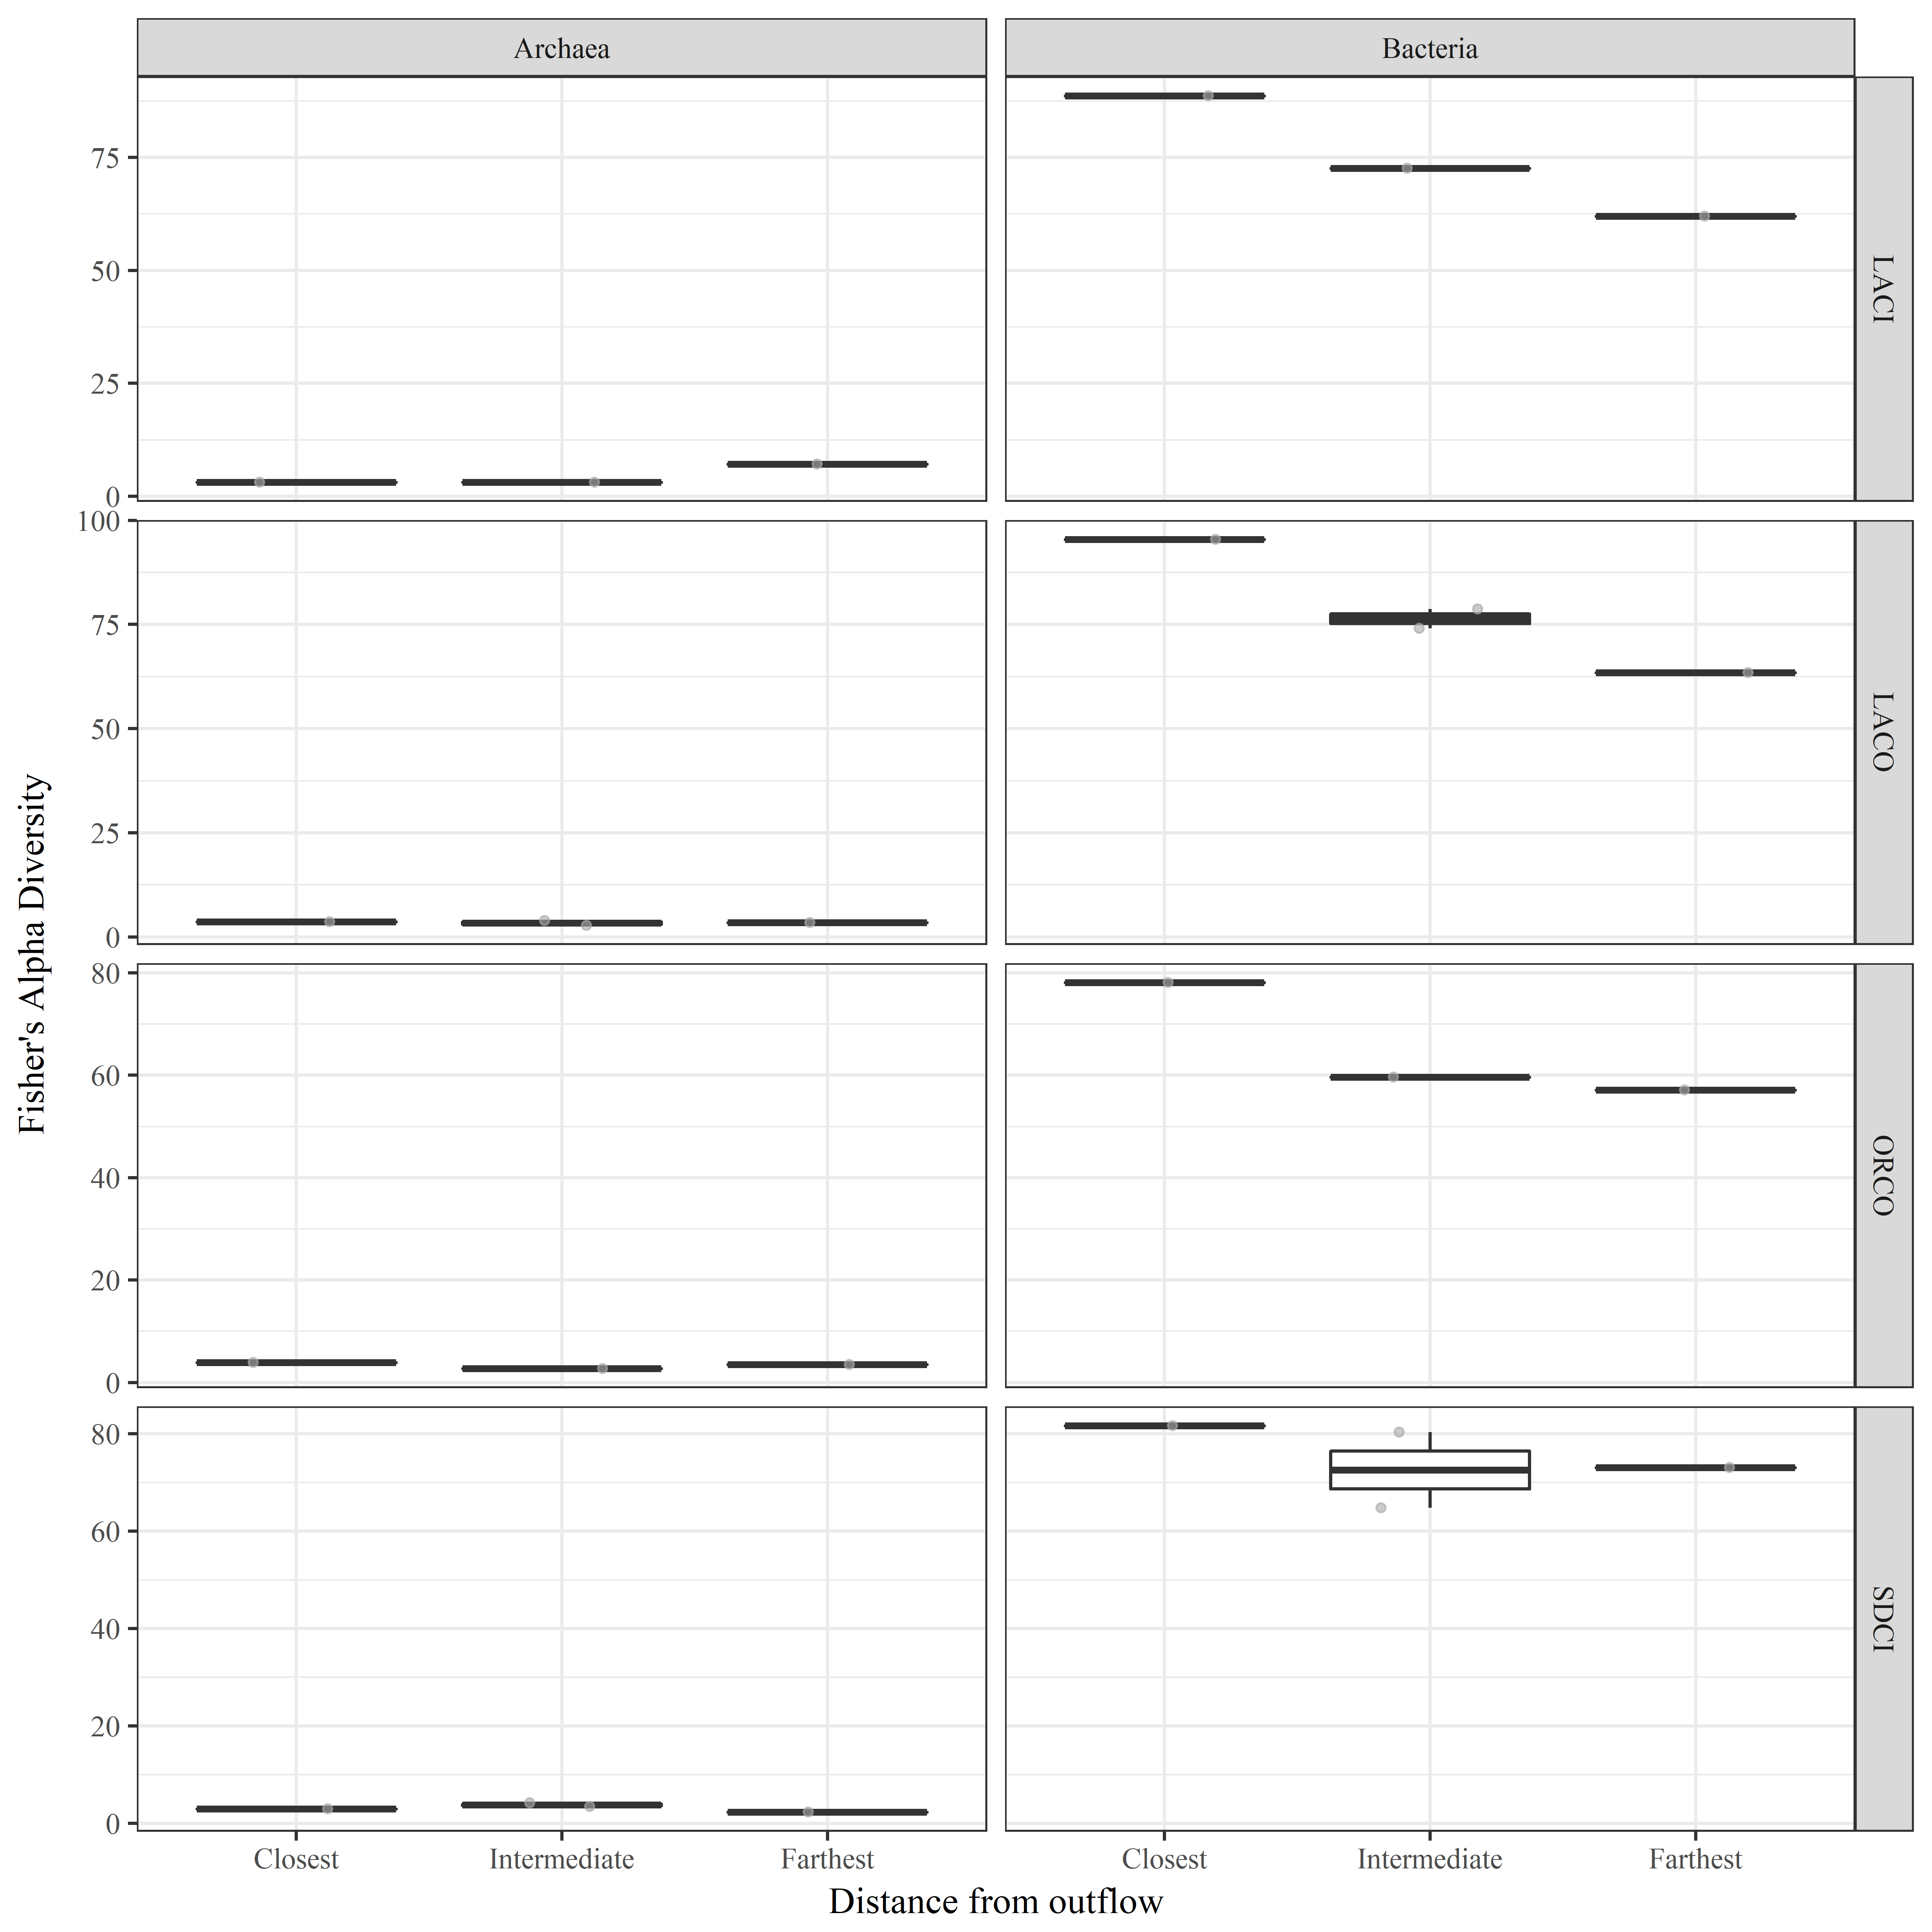 Archaea
Bacteria
75
50
25
0
LACI
100
75
50
25
0
LACO
Fisher's Alpha Diversity
80
60
40
20
0
ORCO
80
60
40
20
0
SDCI
Closest
Intermediate
Farthest
Closest
Intermediate
Farthest
Distance from outflow